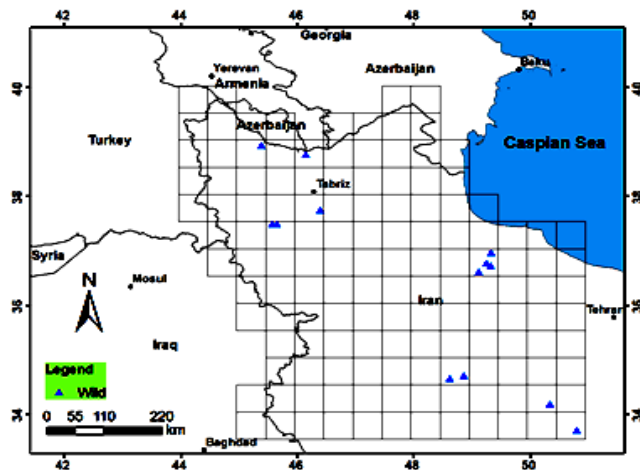 42 44 46 48 50
Georgia
Yerevan
Armenia
Azerbaijan
Baku
40 40
Azerbaijan
Turkey
Caspian Sea
Tabriz
38 38
Syria
N
Mosul
Iran
36 36
Tehran
Iraq
Legend
Wild
34 34
0 55 110 220
km
Baghdad
42 44 46 48 50